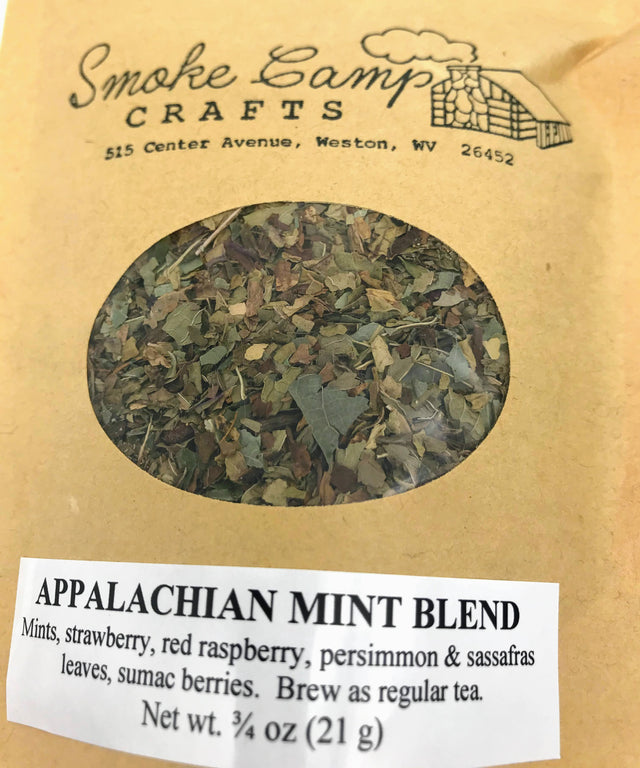 Smoke Camp
CRAFTS
515 Center Avenue, Weston, WV 26452
APPALACHIAN MINT BLEND
Mints, strawberry, red raspberry, persimmon & sassafras
leaves, sumac berries. Brew as regular tea.
Net wt. ¾ oz (21 g)